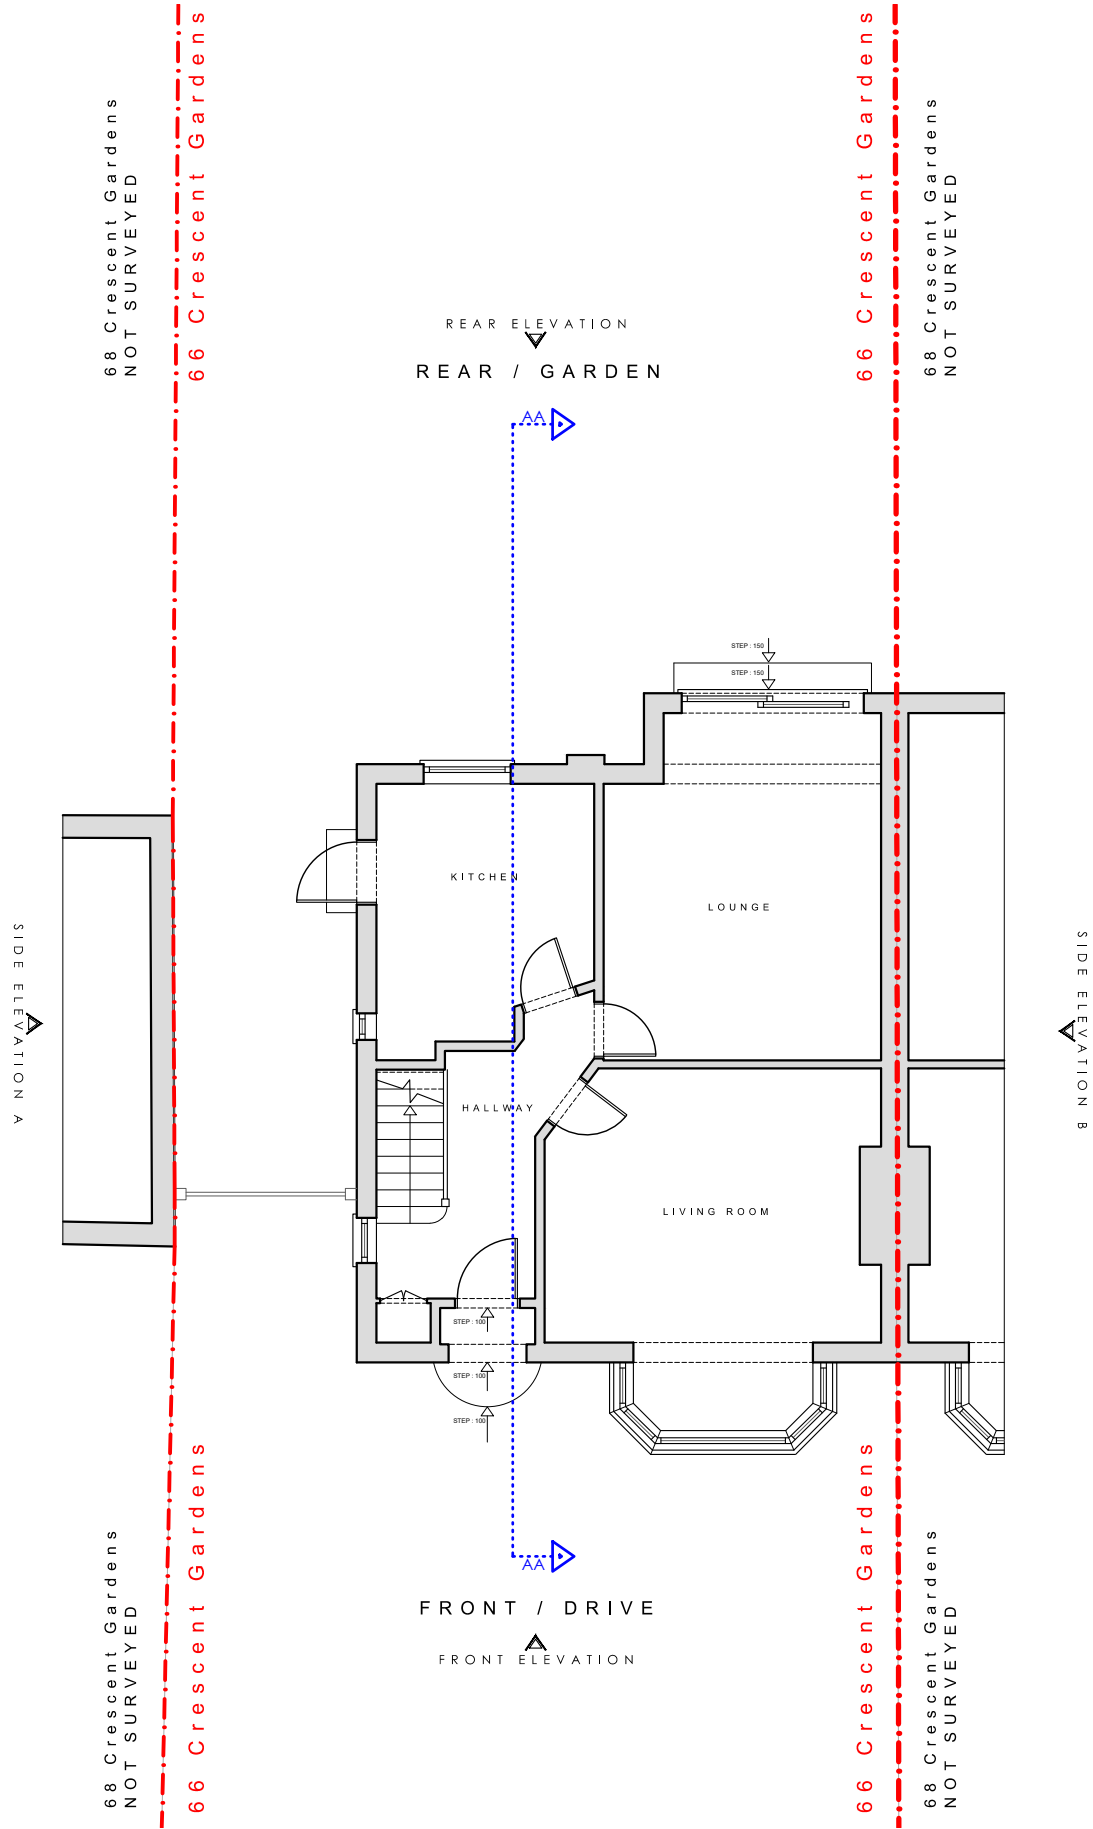 68 Crescent Gardens
NOT SURVEYED
66 Crescent Gardens
66 Crescent Gardens
68 Crescent Gardens
NOT SURVEYED
REAR ELEVATION
REAR / GARDEN
AA
STEP : 150
STEP : 150
KITCHEN
LOUNGE
SIDE ELEVATION A
SIDE ELEVATION B
HALLWAY
LIVING ROOM
STEP : 100
STEP : 100
STEP : 100
AA
FRONT / DRIVE
FRONT ELEVATION
68 Crescent Gardens
NOT SURVEYED
66 Crescent Gardens
66 Crescent Gardens
68 Crescent Gardens
NOT SURVEYED